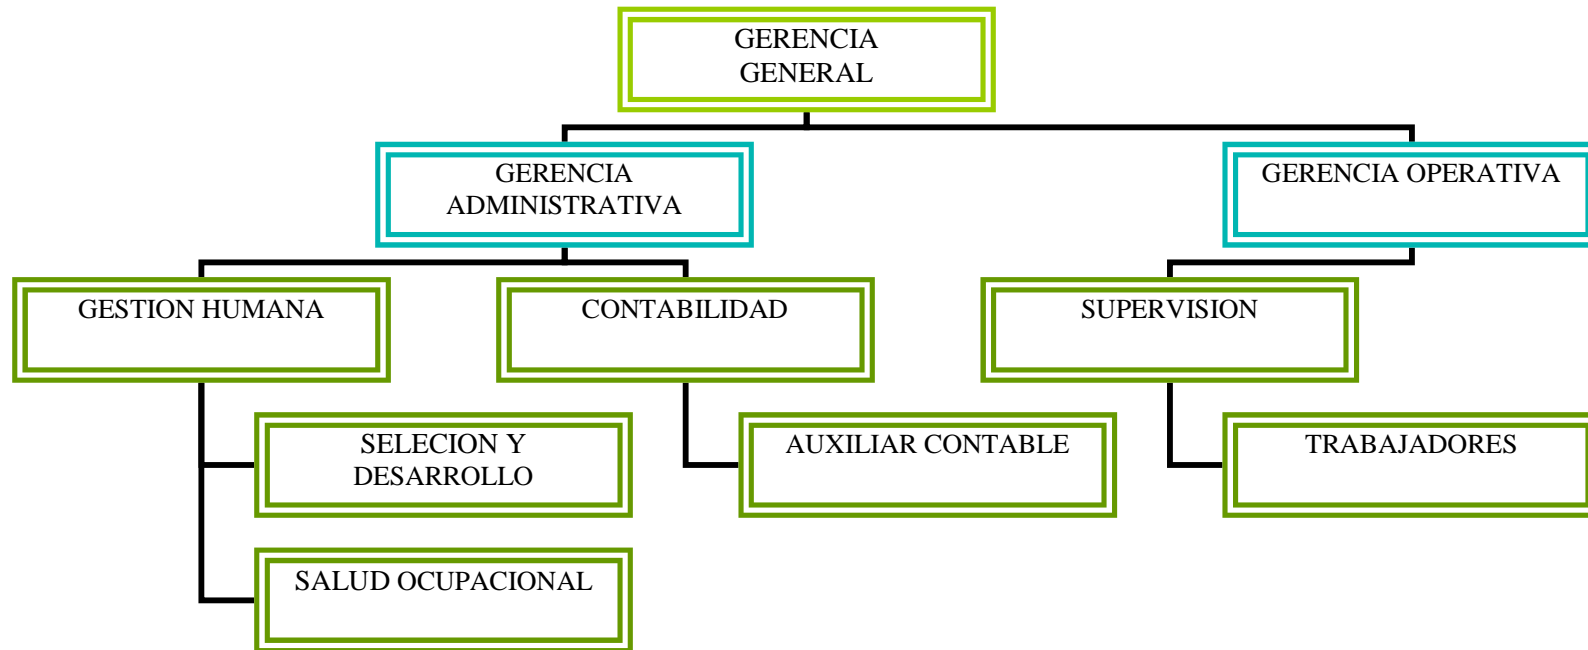 GERENCIA
GENERAL
GERENCIA
ADMINISTRATIVA
GERENCIA OPERATIVA
GESTION HUMANA
CONTABILIDAD
SUPERVISION
SELECION Y
DESARROLLO
AUXILIAR CONTABLE
TRABAJADORES
SALUD OCUPACIONAL